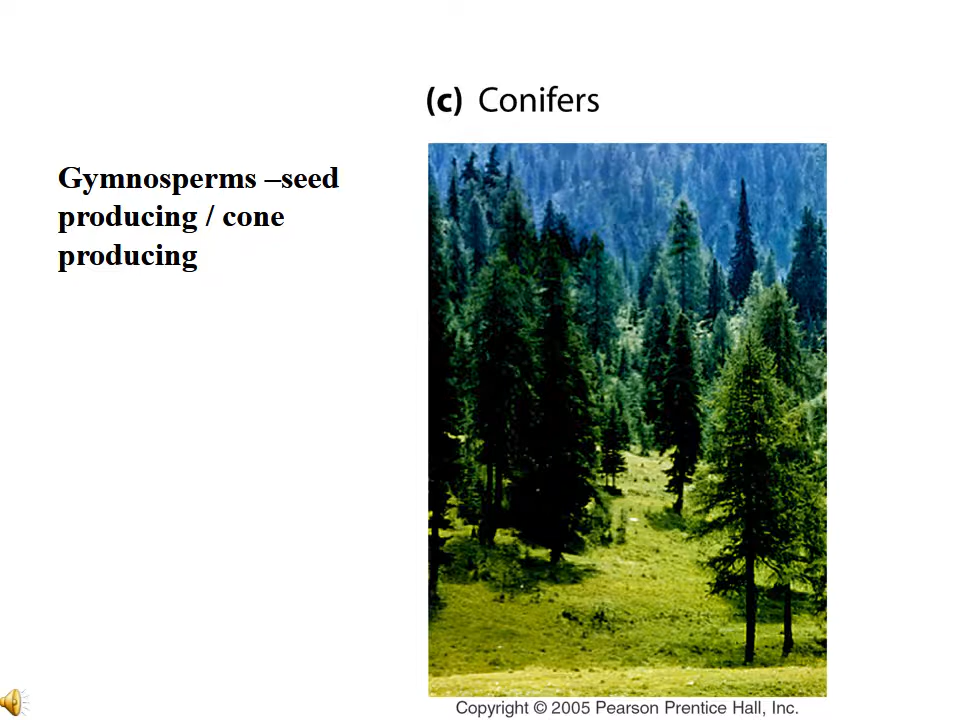 (c) Conifers
Gymnosperms –seed
producing / cone
producing
Copyright © 2005 Pearson Prentice Hall, Inc.